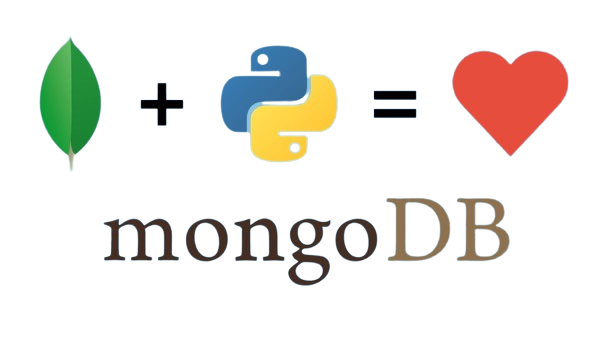 + =
mongoDB